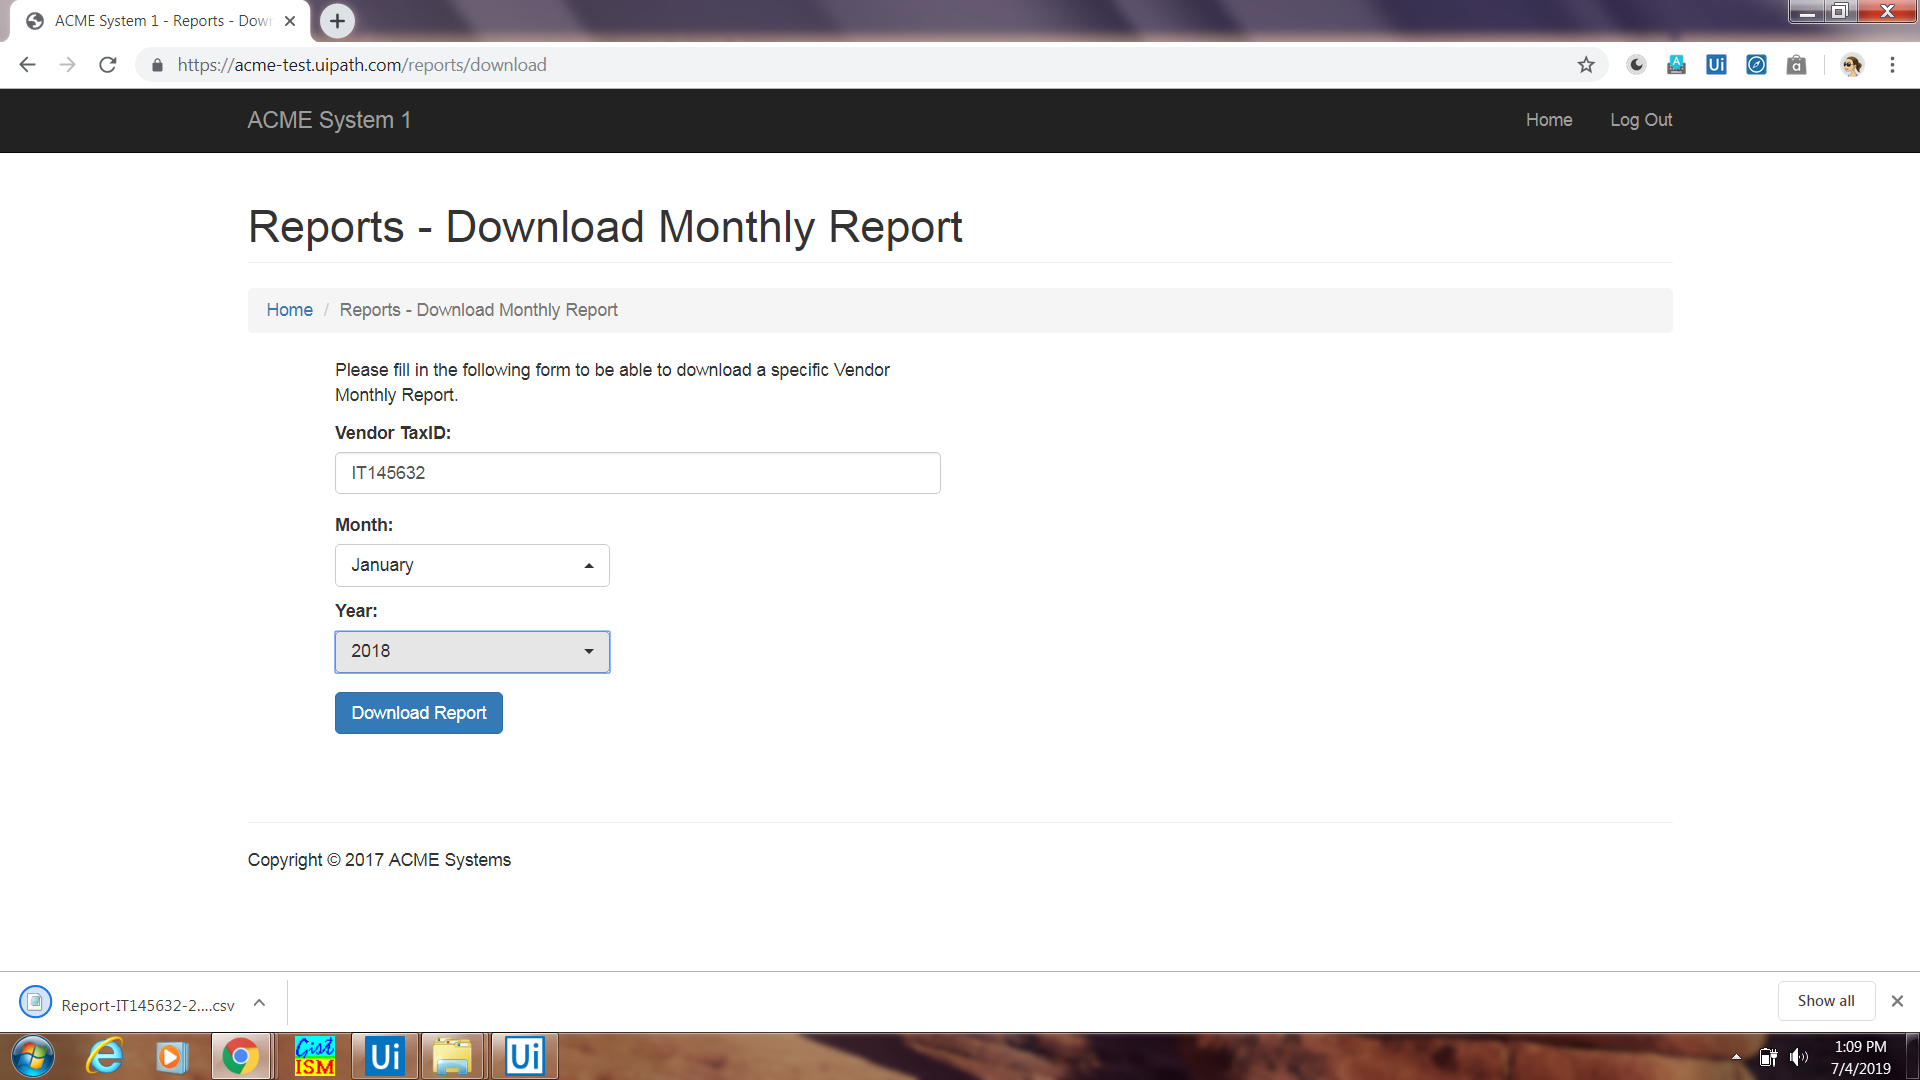 ACME System 1 - Reports - Dow
https://acme-test.uipath.com/reports/download
ACME System 1
Home
Log Out
Reports - Download Monthly Report
Home / Reports - Download Monthly Report
Please fill in the following form to be able to download a specific Vendor
Monthly Report.
Vendor TaxID:
IT145632
Month:
January
Year:
2018
Download Report
Copyright © 2017 ACME Systems
Report-IT145632-2....csv
Show all
Gist
ISM
Ui
Ui
1:09 PM
7/4/2019